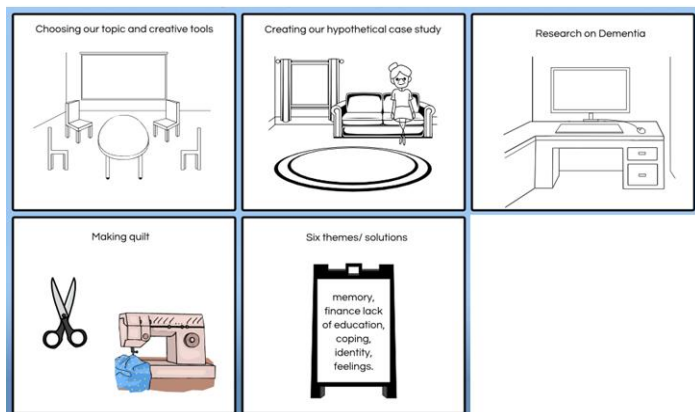 Choosing our topic and creative tools
Creating our hypothetical case study
Research on Dementia
Making quilt
Six themes/ solutions
memory,
finance lack
of education,
coping,
identity,
feelings.